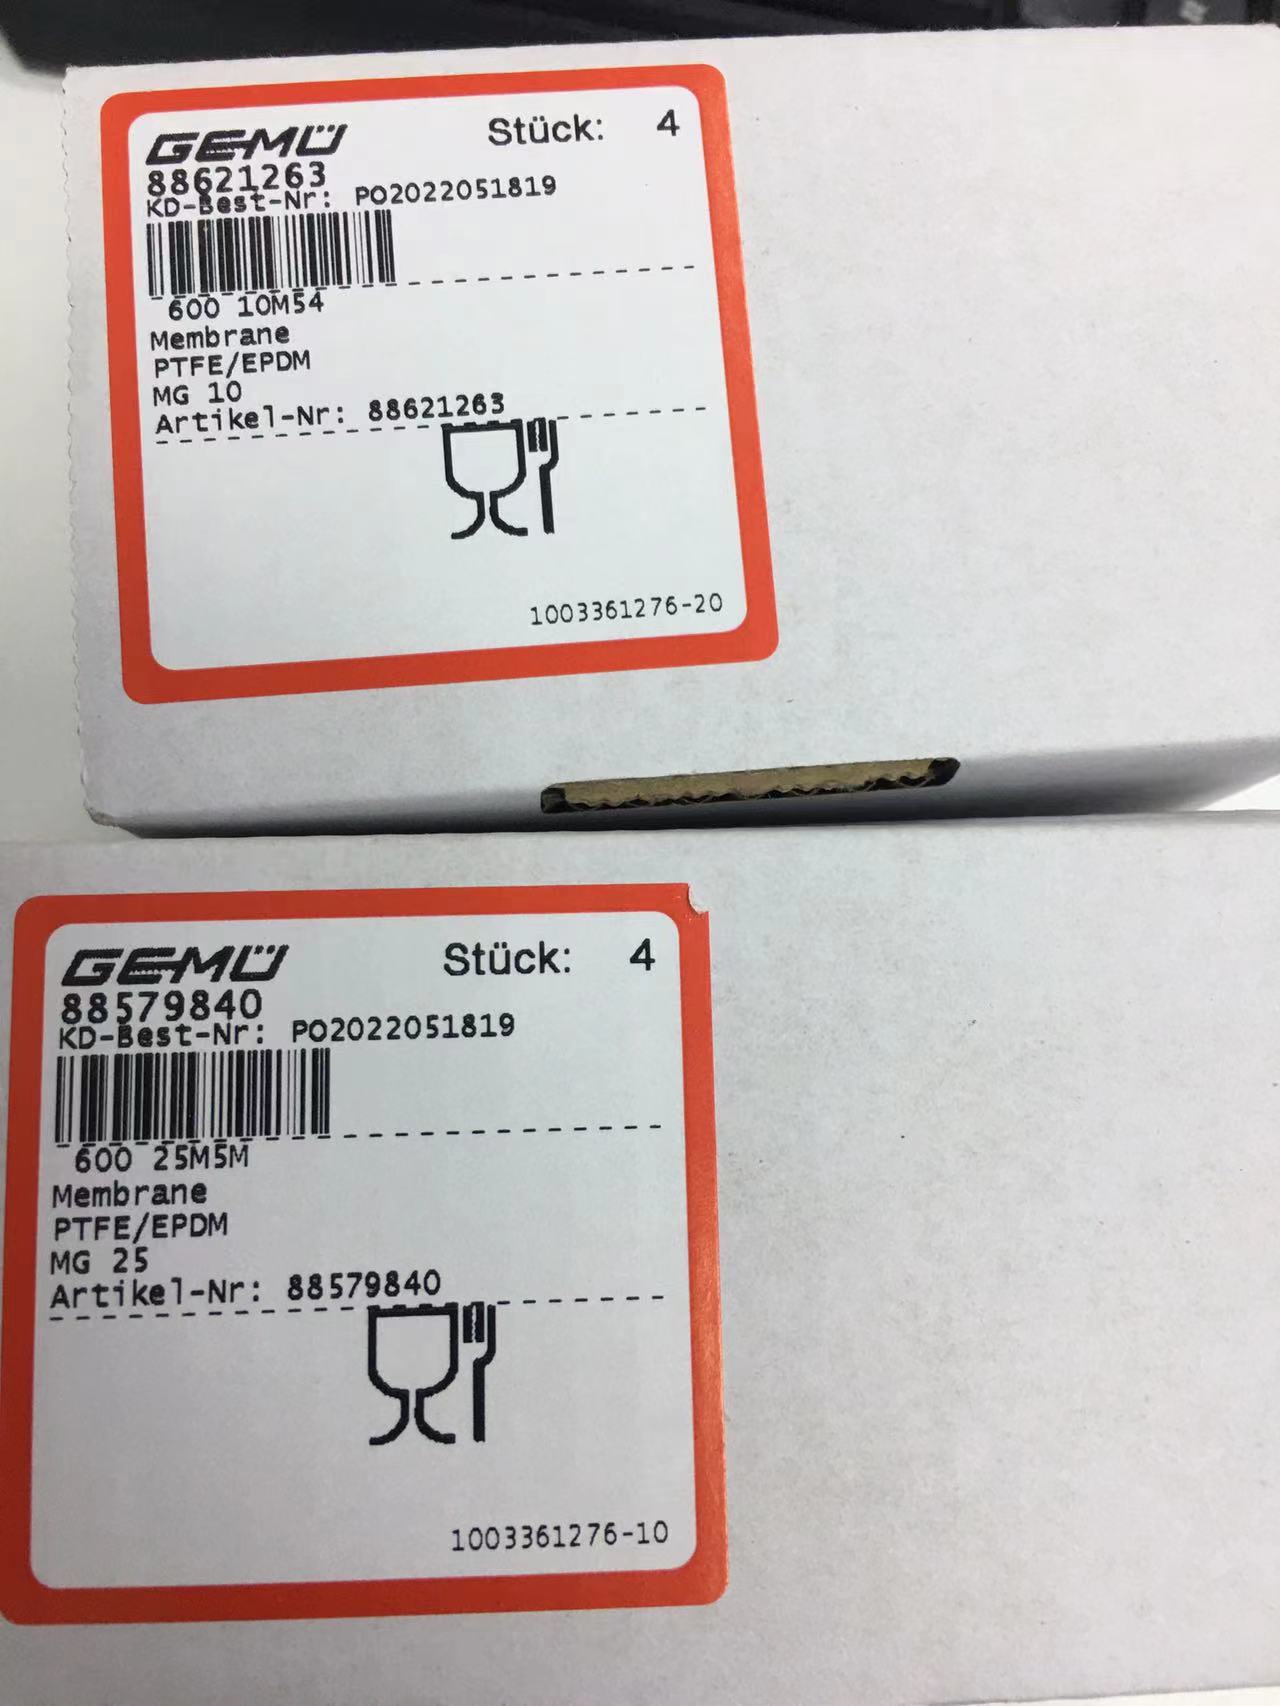 GEMÜ Stück: 4
88621263
KD-Best-Nr: PO2022051819
600 10M54
Membrane
PTFE/EPDM
MG 10
Artikel-Nr: 88621263
1003361276-20
GEMÜ Stück: 4
88579840
KD-Best-Nr: PO2022051819
600 25M5M
Membrane
PTFE/EPDM
MG 25
Artikel-Nr: 88579840
1003361276-10